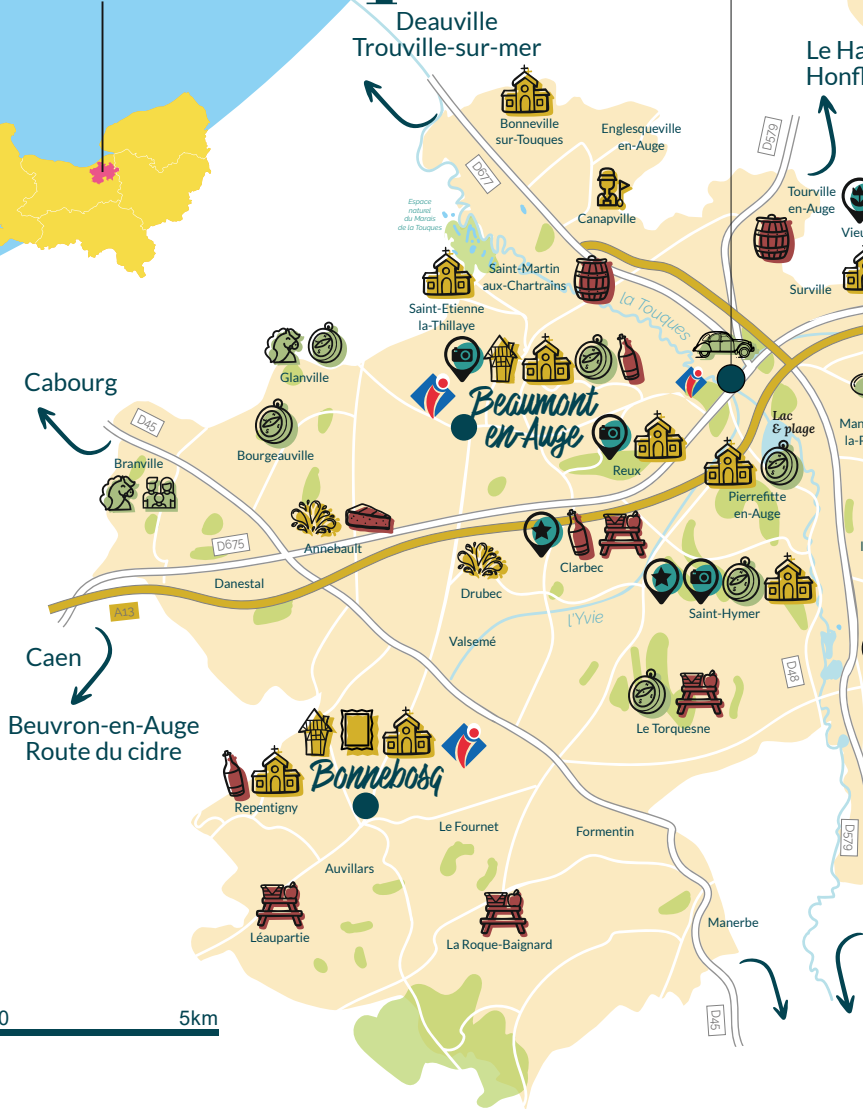 Deauville
Trouville-sur-mer
Le Ha
Honfl
Bonneville
sur-Touques
Englesqueville
en-Auge
D579
D677
Canapville
Tourville
en-Auge
Espace
naturel
du Marais
de la Touques
Vieu
Saint-Martin
aux-Chartrains
Surville
Saint-Etienne
la-Thillaye
la Touques
Glanville
Cabourg
Beaumont
en-Auge
Lac
& plage
D45
Man
la-P
Bourgeauville
Branville
Reux
Pierrefitte
en-Auge
D675
Annebault
Clarbec
Danestal
Drubec
A13
l'Yvie
Saint-Hymer
Valsemé
Caen
D48
Beuvron-en-Auge
Route du cidre
Le Torquesne
Bonnebosq
Repentigny
Le Fournet
Formentin
D579
Auvillars
Manerbe
Léaupartie
La Roque-Baignard
0
5km
D45